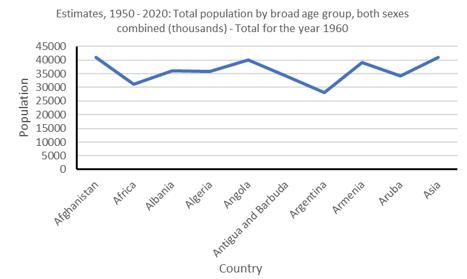 Estimates, 1950 - 2020: Total population by broad age group, both sexes
combined (thousands) - Total for the year 1960
45000
40000
35000
30000
25000
20000
15000
10000
5000
0
Population
Afghanistan
Africa
Albania
Algeria
Angola
Antigua and Barbuda
Argentina
Armenia
Aruba
Asia
Country